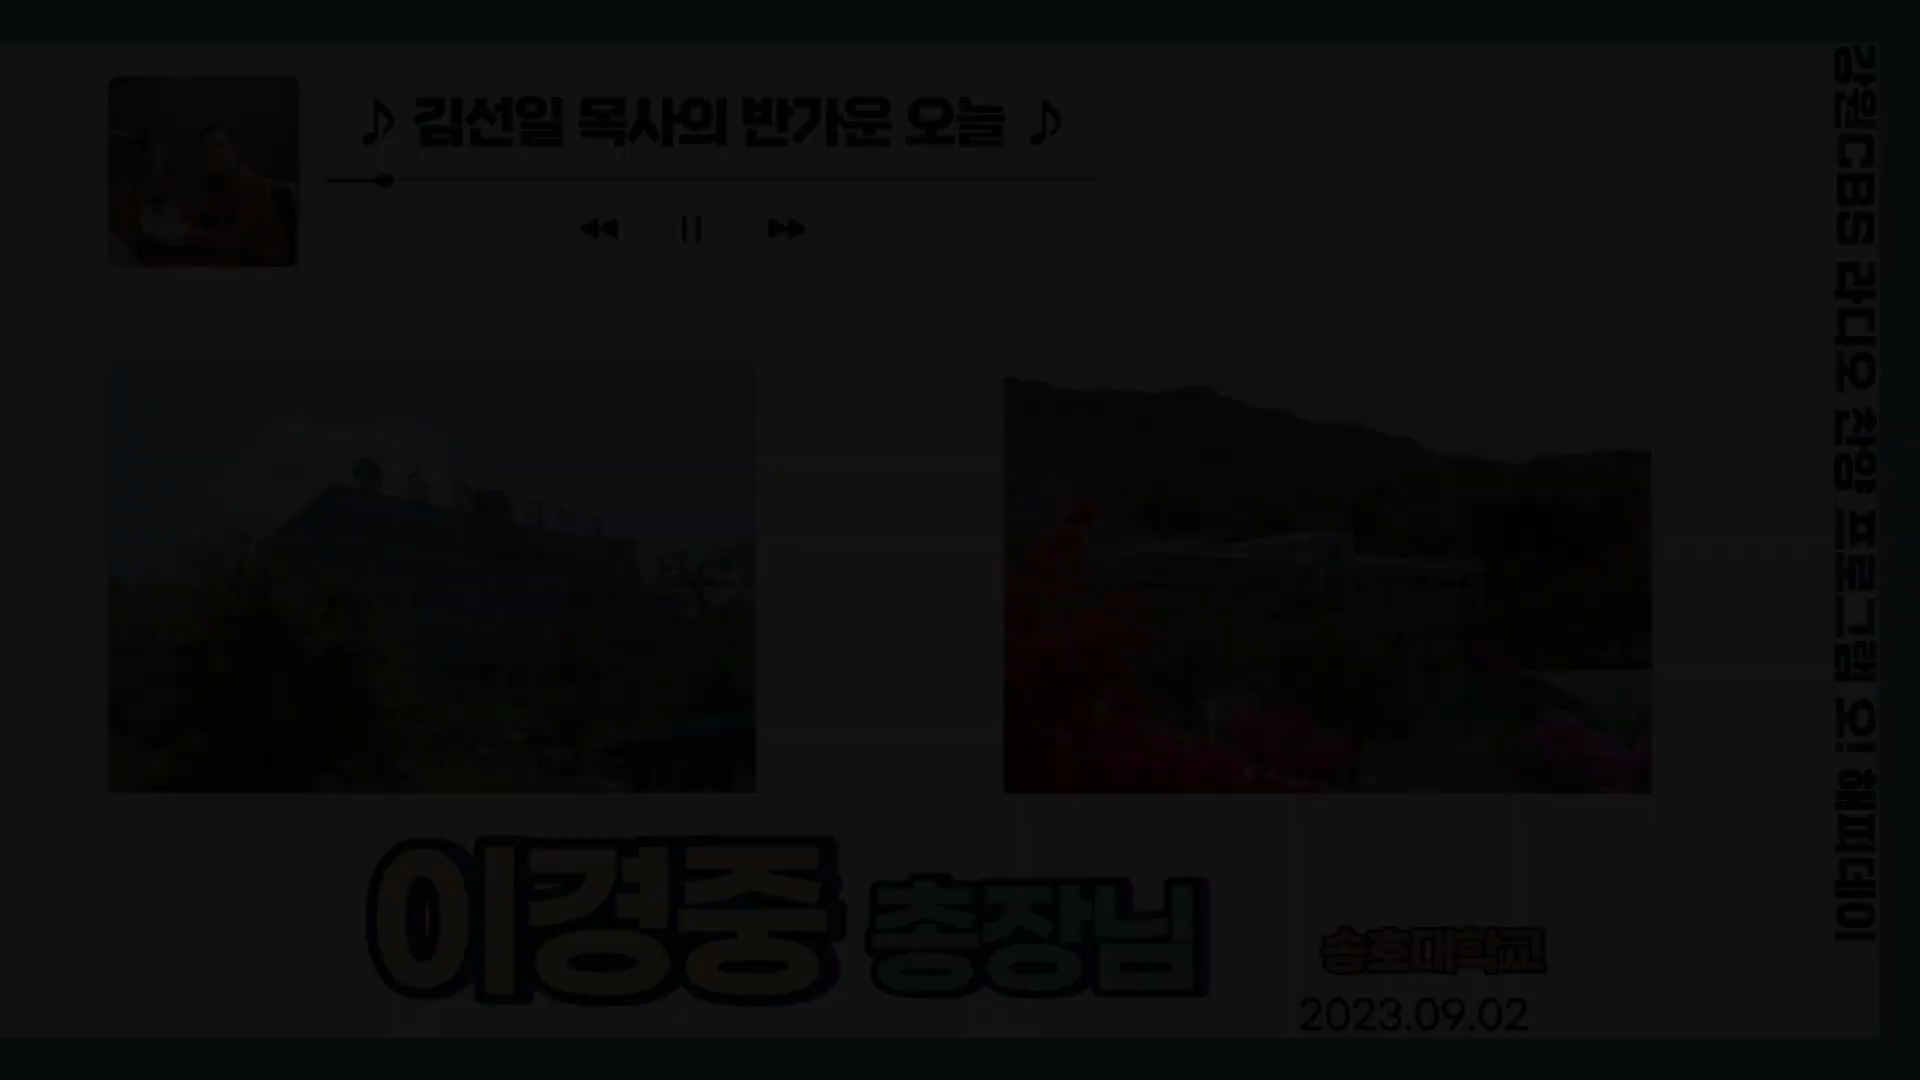 ♪ 김선일 목사의 반가운 오늘 ♪
강원CBS 라디오 찬양 프로그램 오! 해피데이
이경중 총장님
송호대학교
2023.09.02